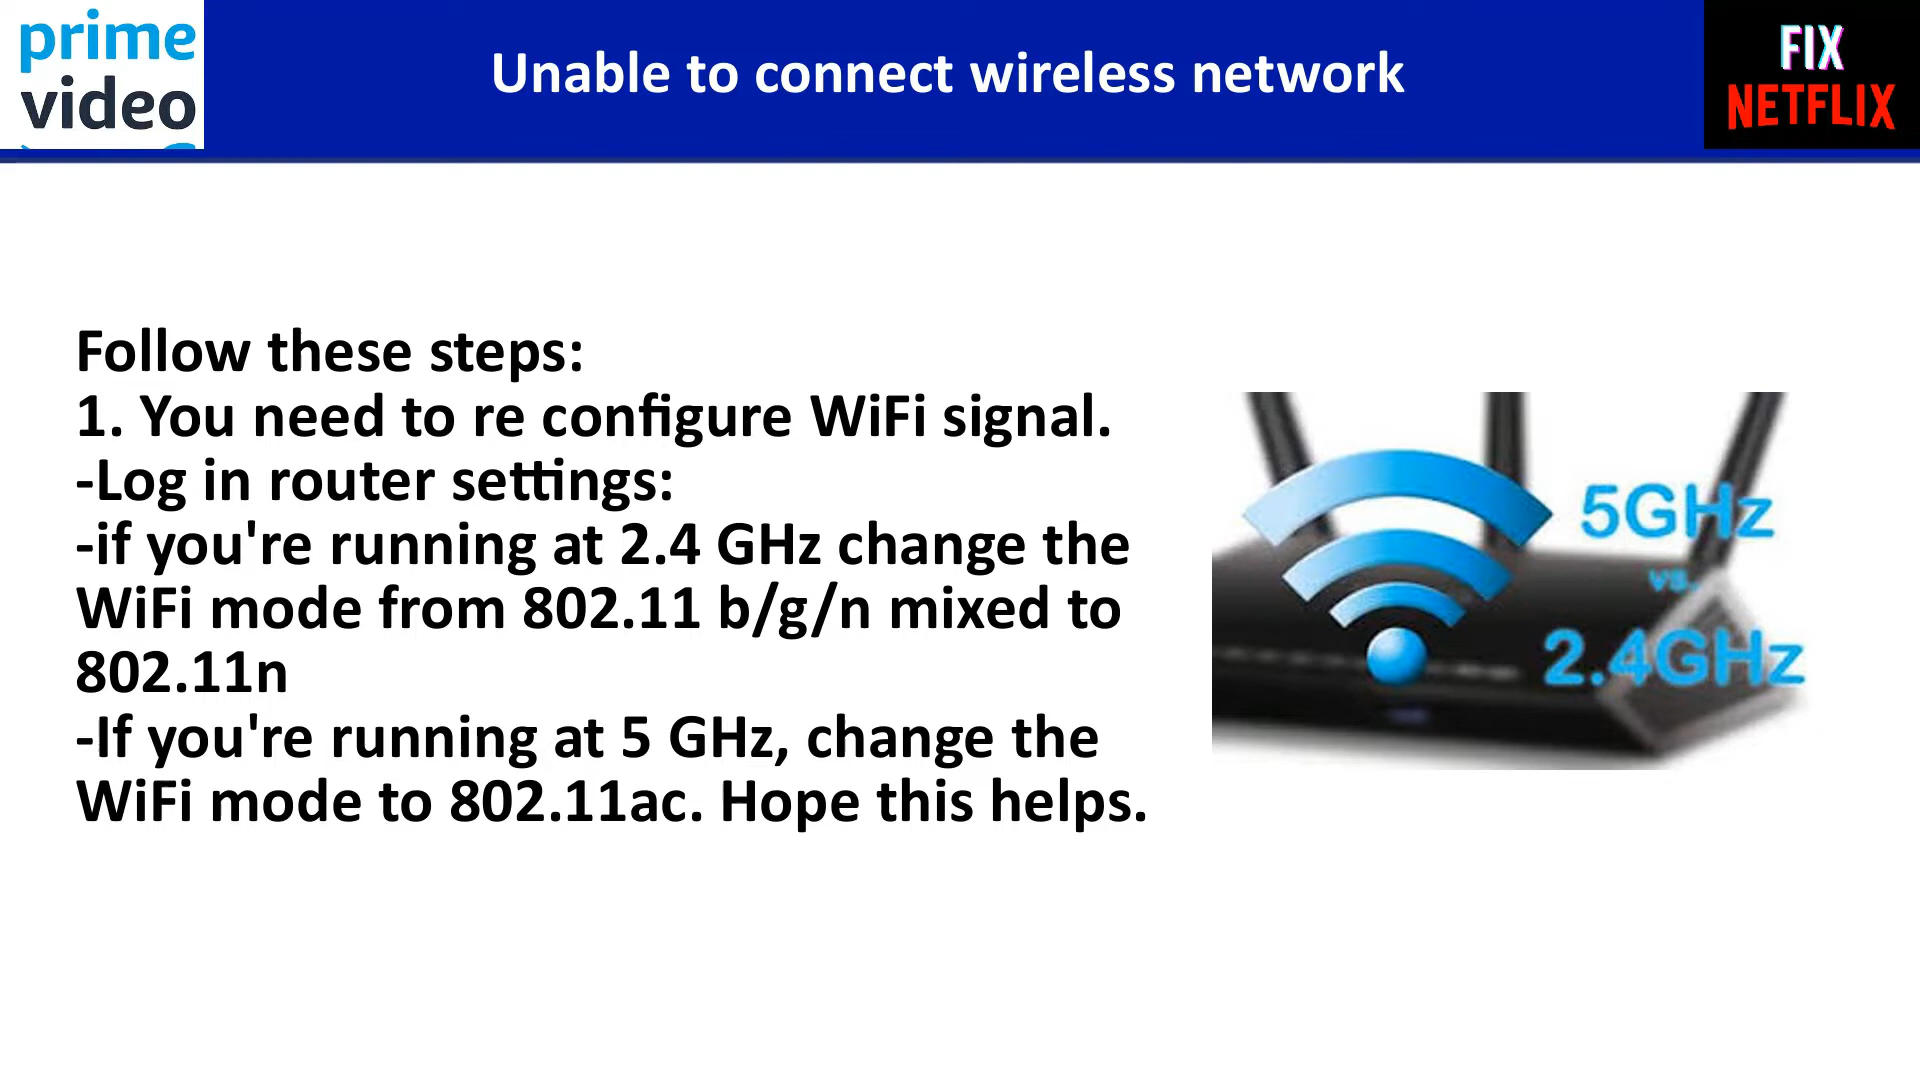 prime
video
Unable to connect wireless network
FIX
NETFLIX
Follow these steps:
1. You need to re configure WiFi signal.
-Log in router settings:
-if you're running at 2.4 GHz change the
WiFi mode from 802.11 b/g/n mixed to
802.11n
-If you're running at 5 GHz, change the
WiFi mode to 802.11ac. Hope this helps.
5GHz
vs.
2.4GHz